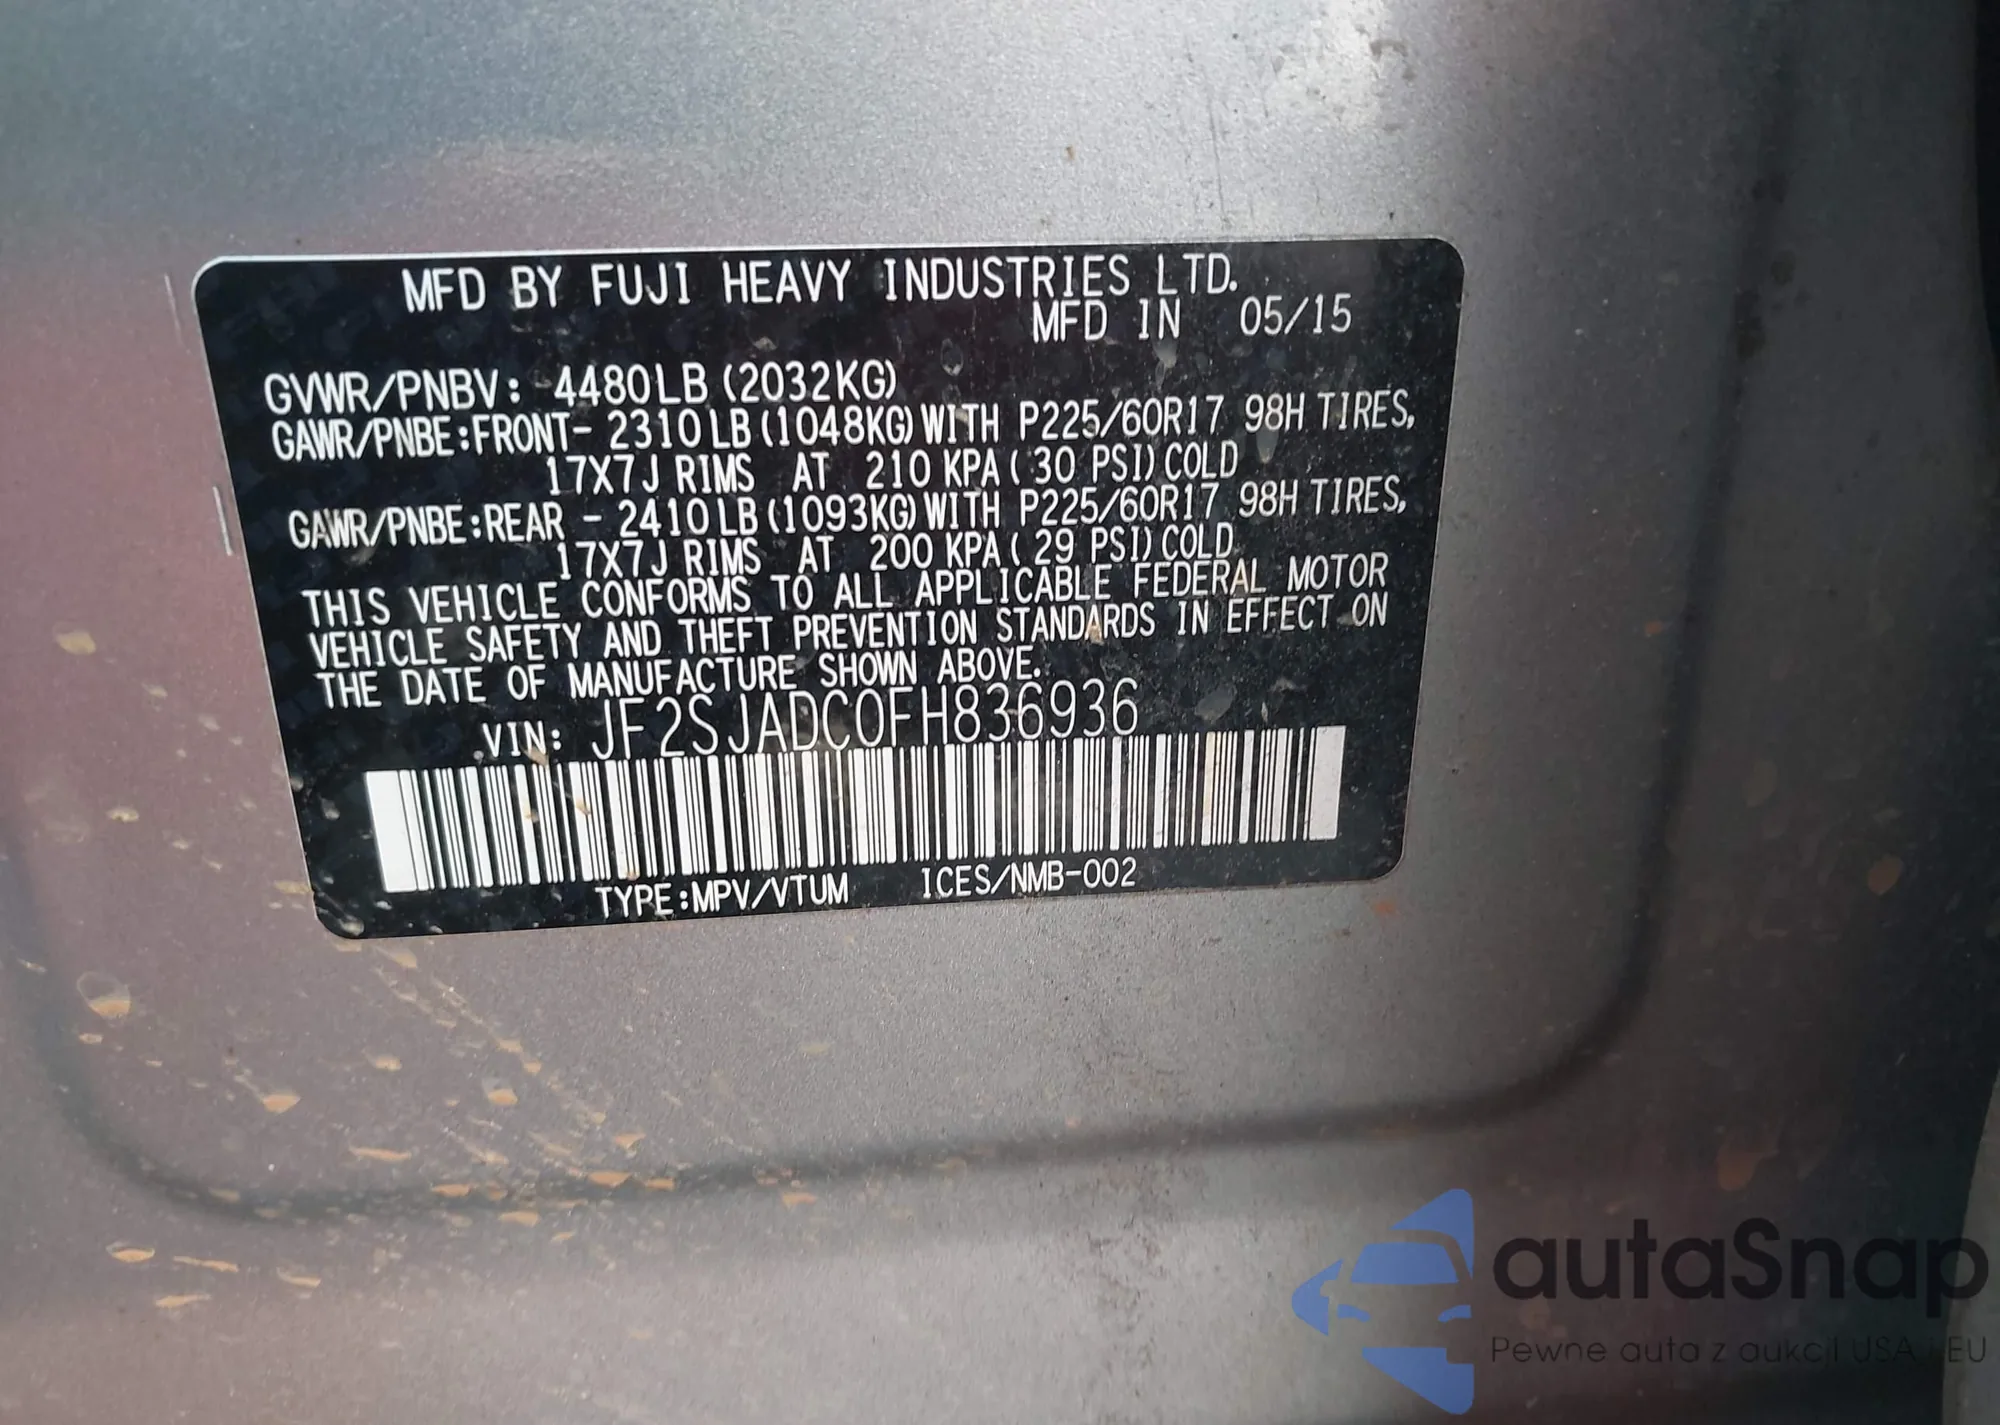 MFD BY FUJI HEAVY INDUSTRIES LTD.
MFD IN 05/15
GVWR/PNBV: 4480LB (2032KG)
GAWR/PNBE:FRONT- 2310LB(1048KG)WITH P225/60R17 98H TIRES,
17X7J RIMS AT 210 KPA( 30 PSI)COLD
GAWR/PNBE:REAR - 2410LB(1093KG)WITH P225/60R17 98H TIRES,
17X7J RIMS AT 200 KPA( 29 PSI)COLD
THIS VEHICLE CONFORMS TO ALL APPLICABLE FEDERAL MOTOR
VEHICLE SAFETY AND THEFT PREVENTION STANDARDS IN EFFECT ON
THE DATE OF MANUFACTURE SHOWN ABOVE.
VIN: JF2SJADC0FH836936
TYPE:MPV/VTUM ICES/NMB-002
autaSnap
Pewne auta z aukcji USA i EU